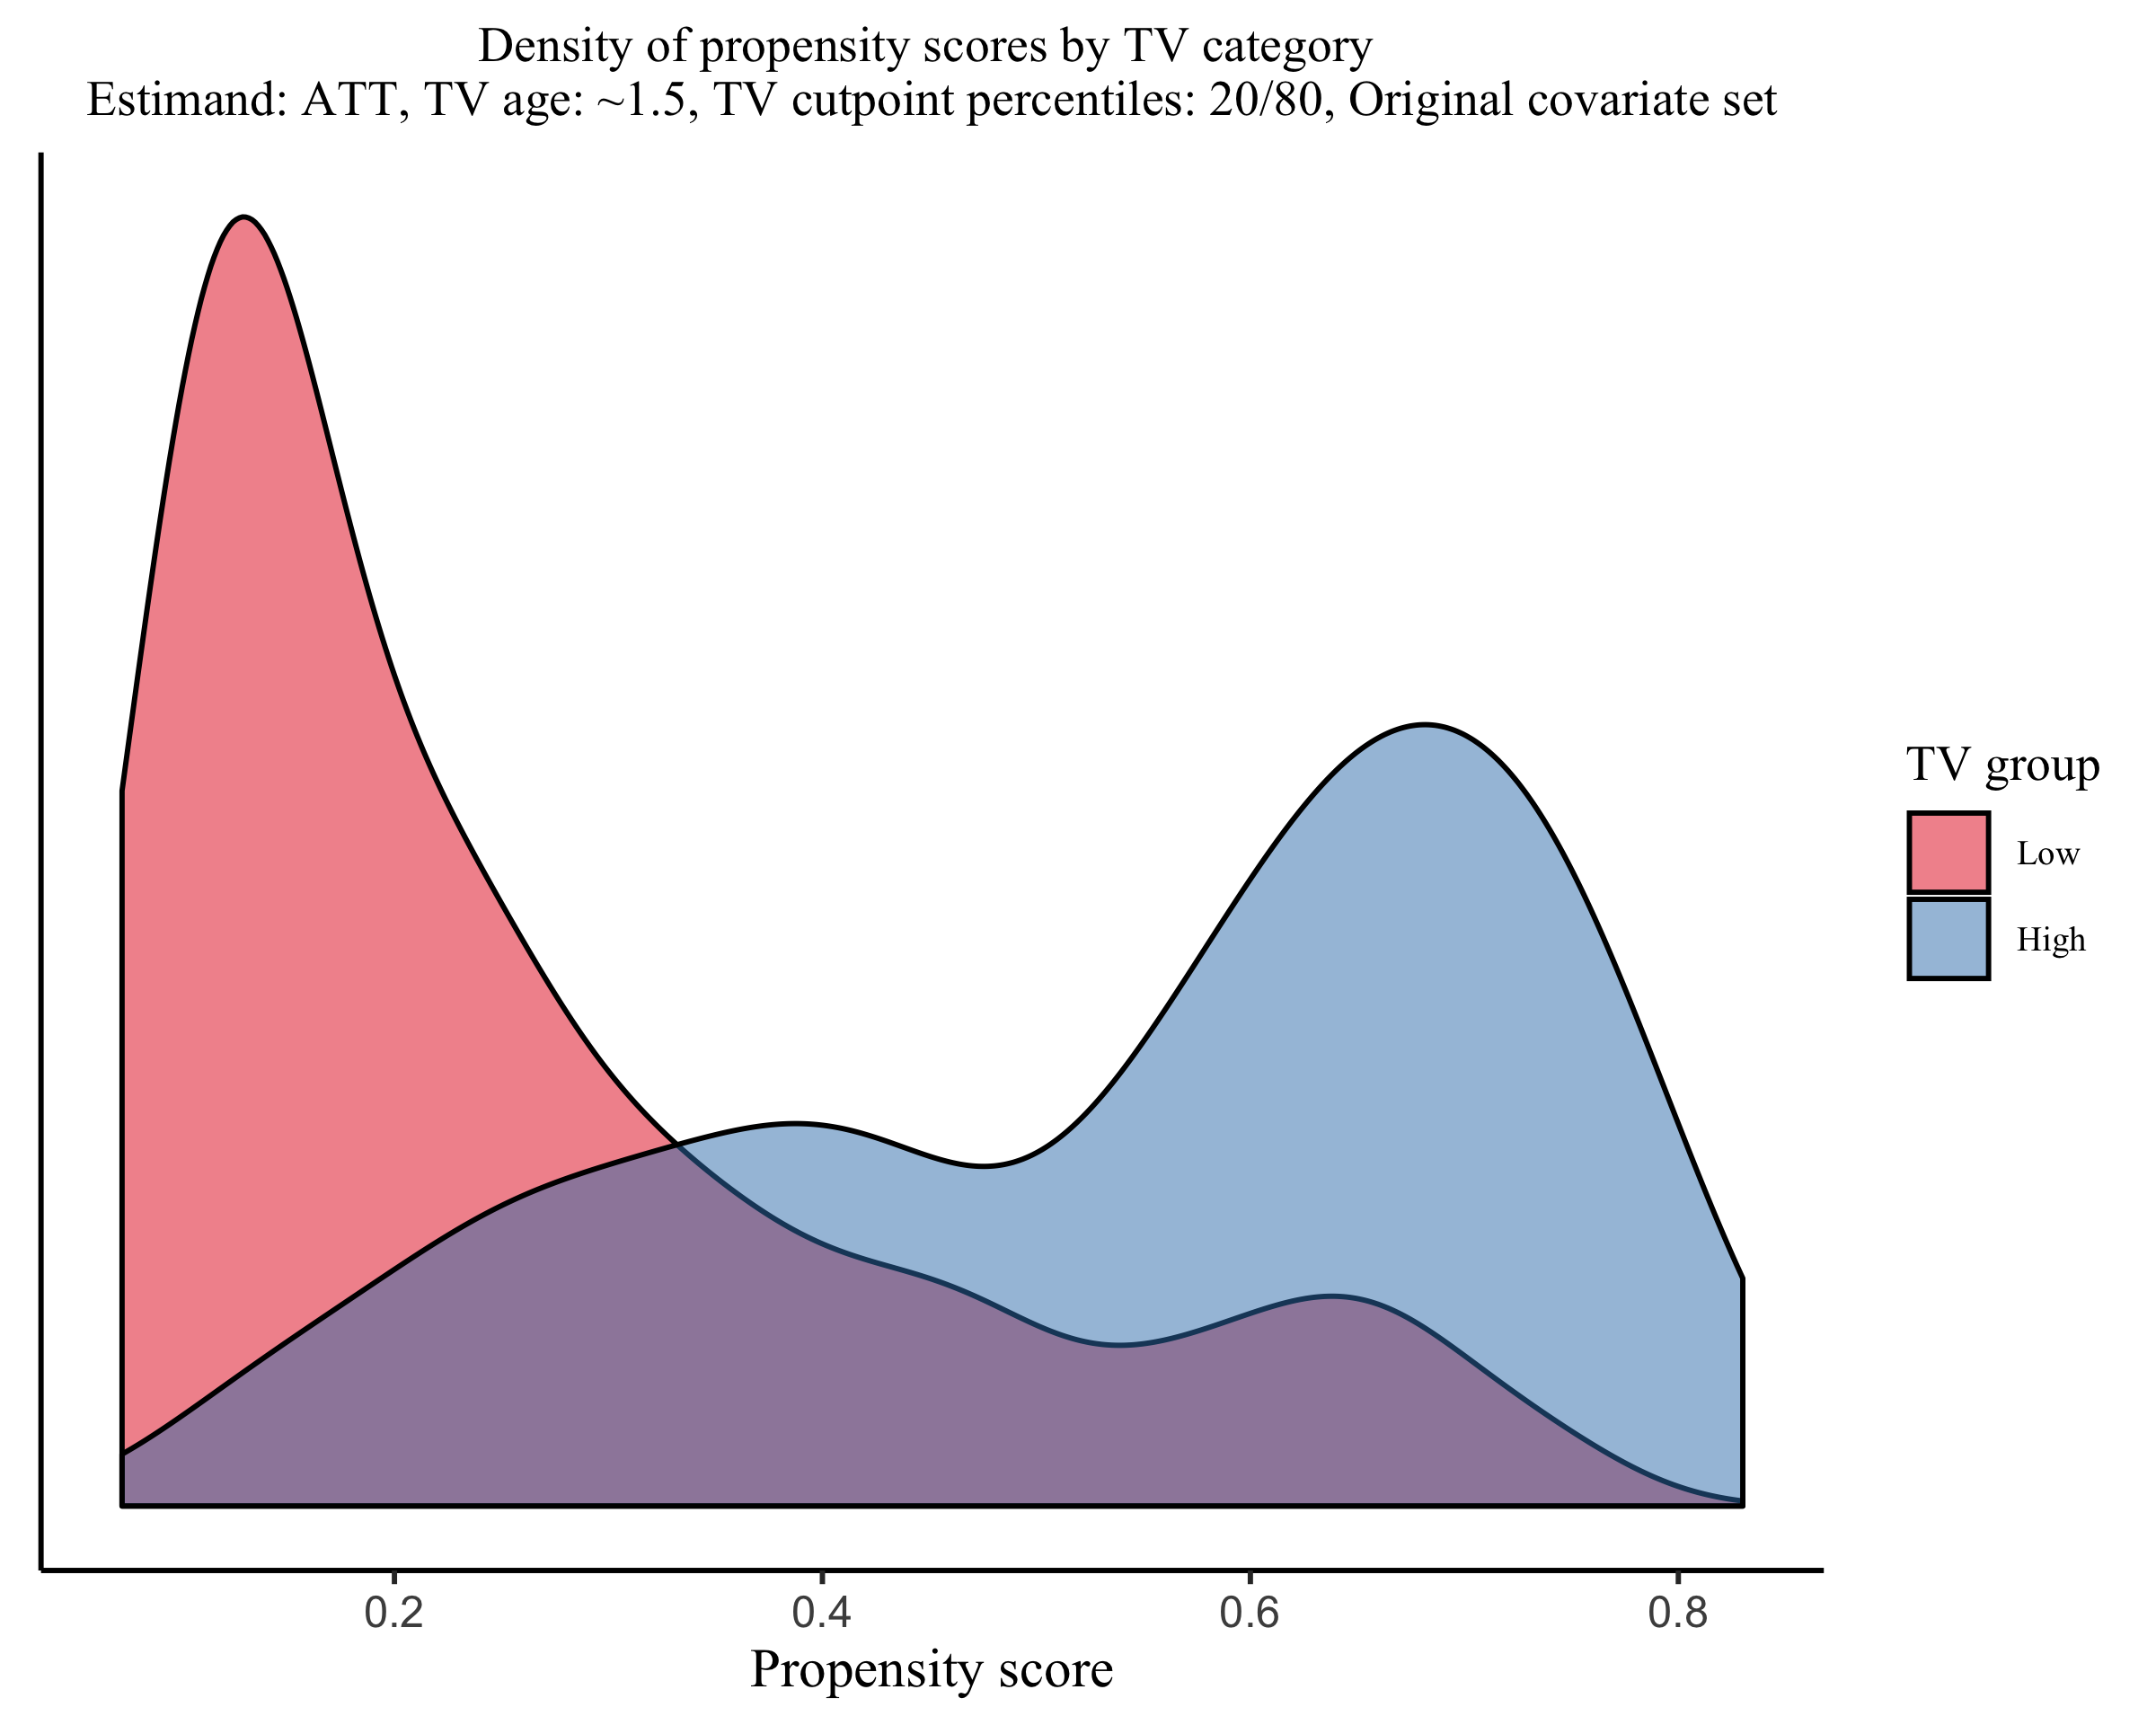 Density of propensity scores by TV category
Estimand: ATT, TV age: ~1.5, TV cutpoint percentiles: 20/80, Original covariate set
TV group
Low
High
0.2 0.4 0.6 0.8
Propensity score